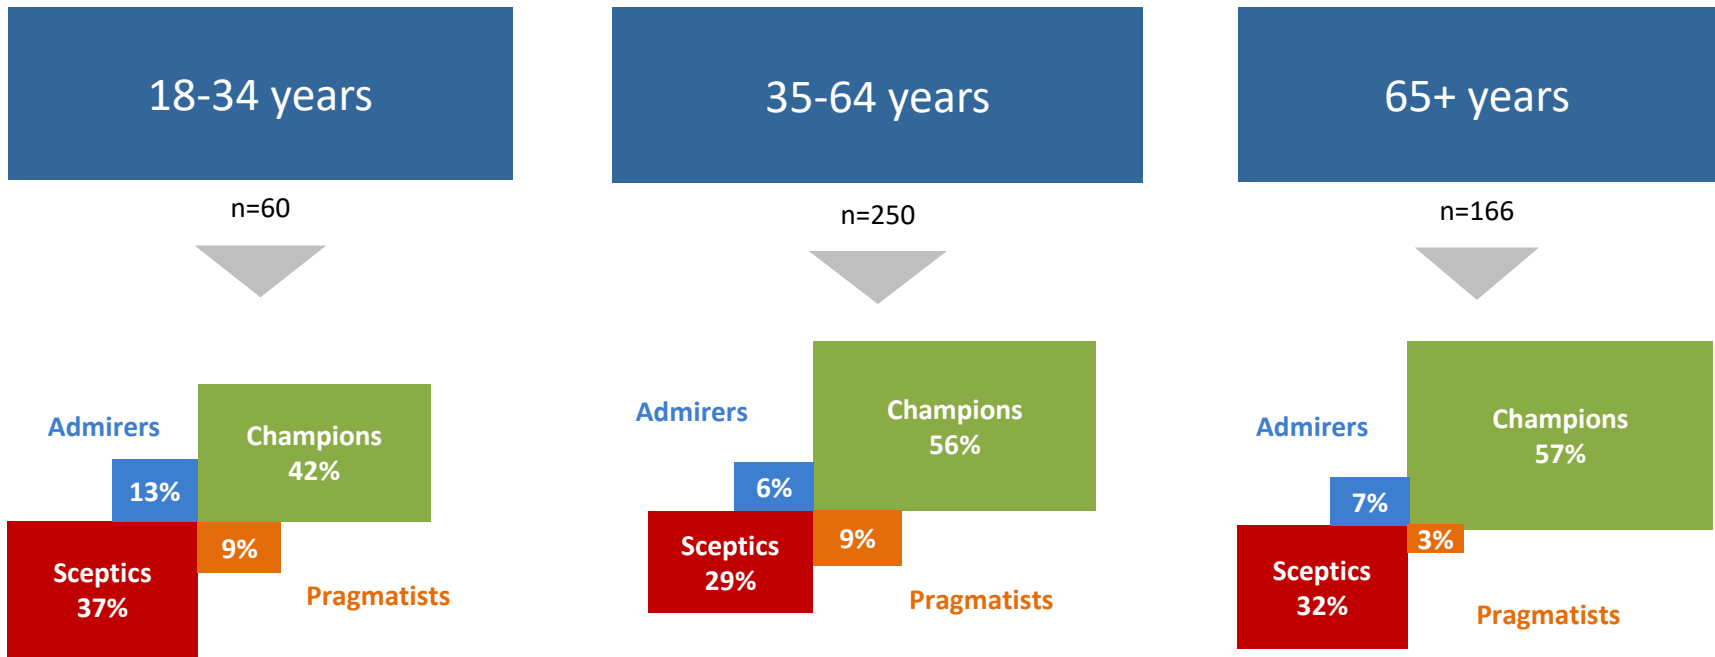 18-34 years
n=60
Admirers
Champions
42%
13%
9%
Sceptics
37%
Pragmatists
35-64 years
n=250
Admirers
Champions
56%
6%
9%
Sceptics
29%
Pragmatists
65+ years
n=166
Admirers
Champions
57%
7%
3%
Sceptics
32%
Pragmatists